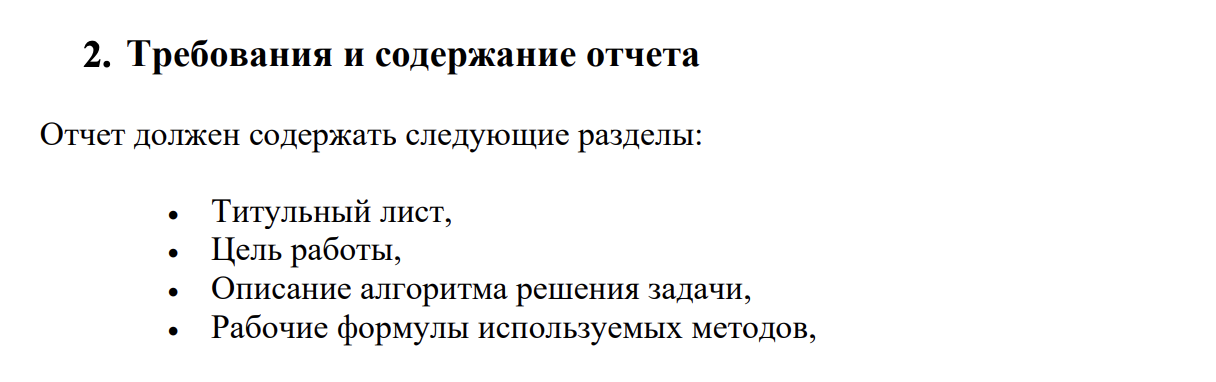 2. Требования и содержание отчета
Отчет должен содержать следующие разделы:
• Титульный лист,
• Цель работы,
• Описание алгоритма решения задачи,
• Рабочие формулы используемых методов,